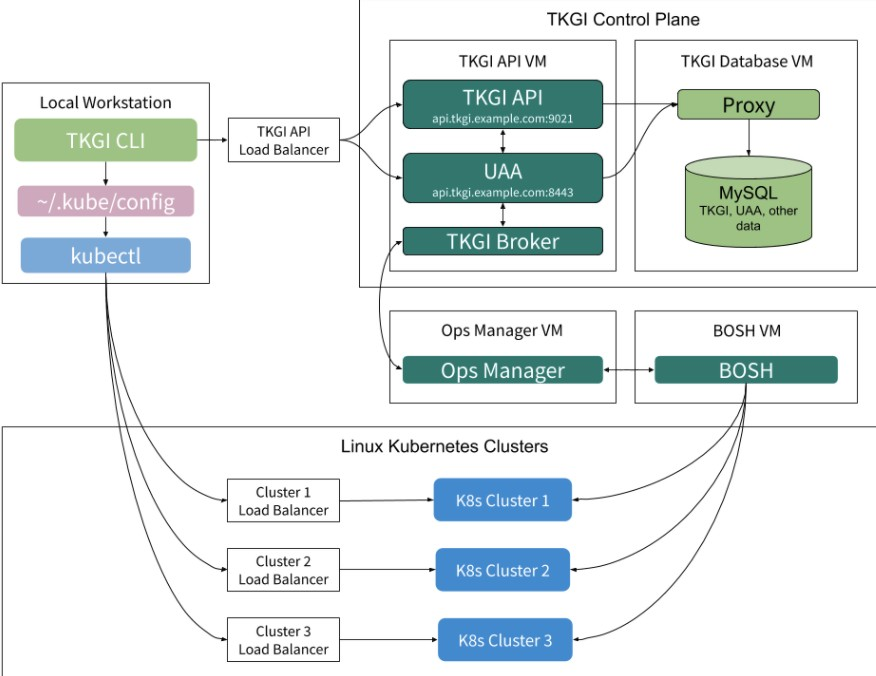 TKGI Control Plane
TKGI API VM
TKGI Database VM
Local Workstation
TKGI CLI
~/.kube/config
kubectl
TKGI API
Load Balancer
TKGI API
api.tkgi.example.com:9021
UAA
api.tkgi.example.com:8443
TKGI Broker
Proxy
MySQL
TKGI, UAA, other
data
Ops Manager VM
Ops Manager
BOSH VM
BOSH
Linux Kubernetes Clusters
Cluster 1
Load Balancer
K8s Cluster 1
Cluster 2
Load Balancer
K8s Cluster 2
Cluster 3
Load Balancer
K8s Cluster 3